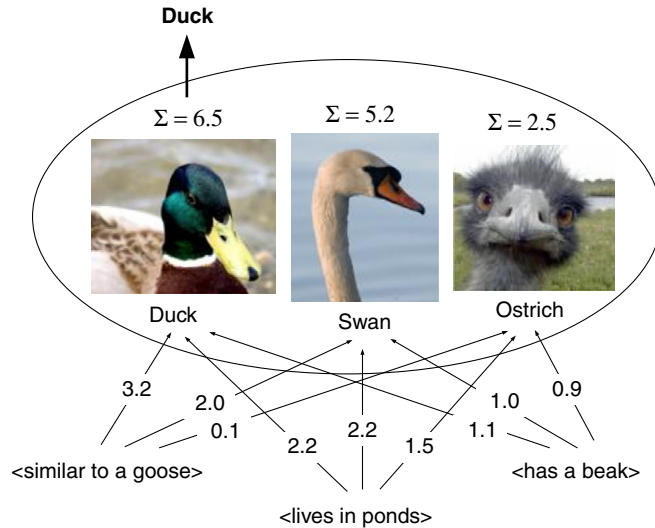 Duck
Σ = 6.5
Σ = 5.2
Σ = 2.5
Duck
Swan
Ostrich
3.2
2.0
0.1
2.2
2.2
1.5
1.1
1.0
0.9
<similar to a goose>
<has a beak>
<lives in ponds>